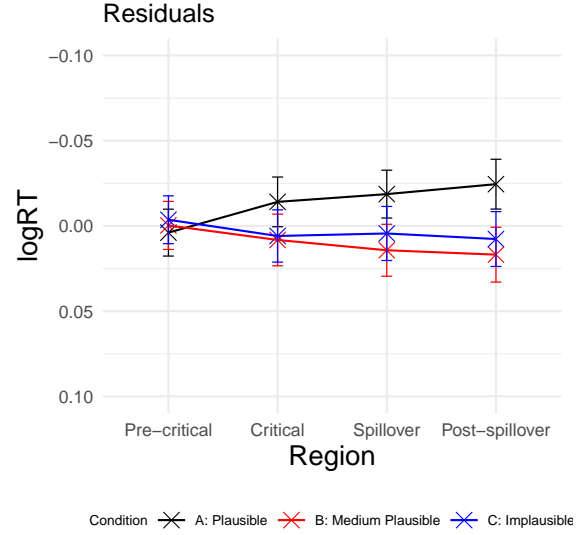 Residuals
−0.10
−0.05
0.00
0.05
0.10
logRT
Pre−critical Critical Spillover Post−spillover
Region
Condition A: Plausible B: Medium Plausible C: Implausible